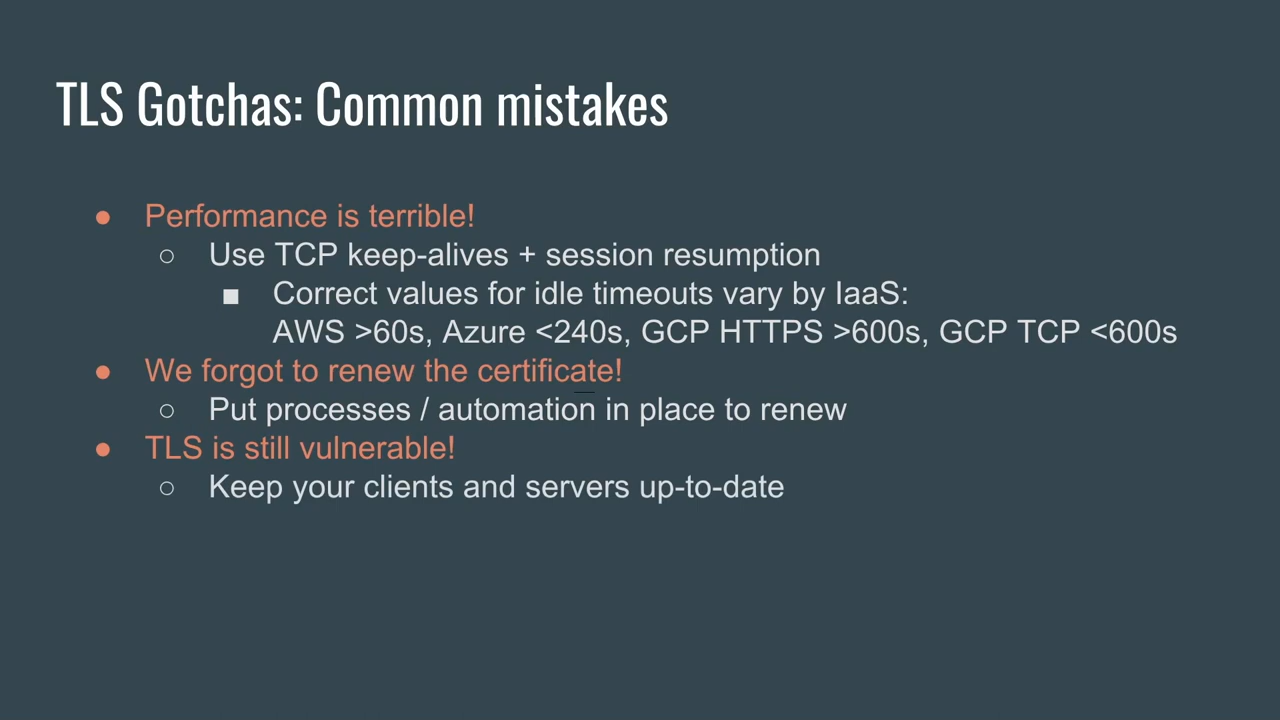 TLS Gotchas: Common mistakes
● Performance is terrible!
○ Use TCP keep-alives + session resumption
■ Correct values for idle timeouts vary by IaaS:
AWS >60s, Azure <240s, GCP HTTPS >600s, GCP TCP <600s
● We forgot to renew the certificate!
○ Put processes / automation in place to renew
● TLS is still vulnerable!
○ Keep your clients and servers up-to-date